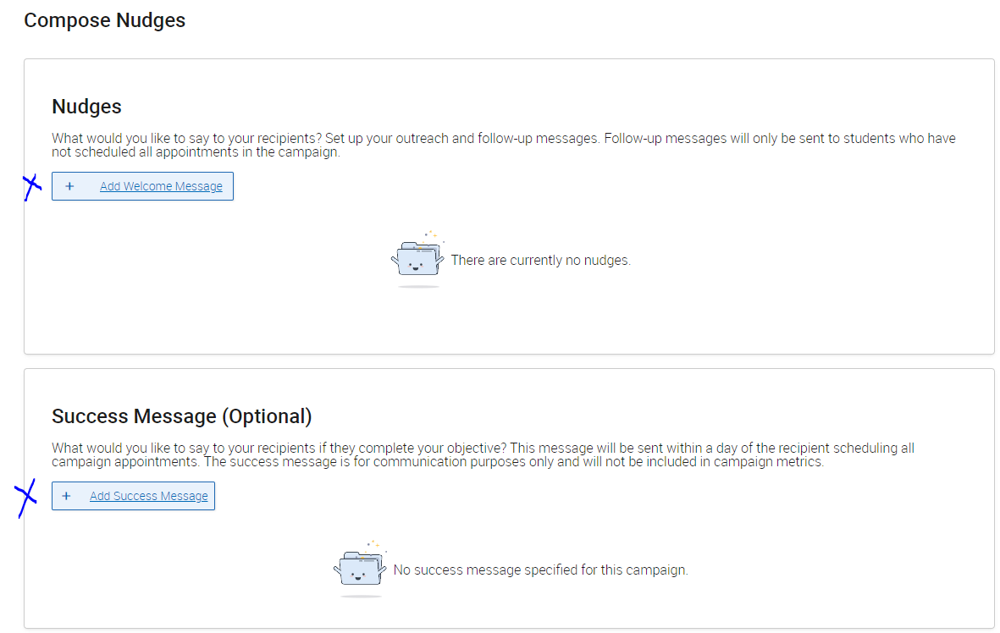 Compose Nudges
Nudges
What would you like to say to your recipients? Set up your outreach and follow-up messages. Follow-up messages will only be sent to students who have
not scheduled all appointments in the campaign.
+ Add Welcome Message
There are currently no nudges.
Success Message (Optional)
What would you like to say to your recipients if they complete your objective? This message will be sent within a day of the recipient scheduling all
campaign appointments. The success message is for communication purposes only and will not be included in campaign metrics.
+ Add Success Message
No success message specified for this campaign.